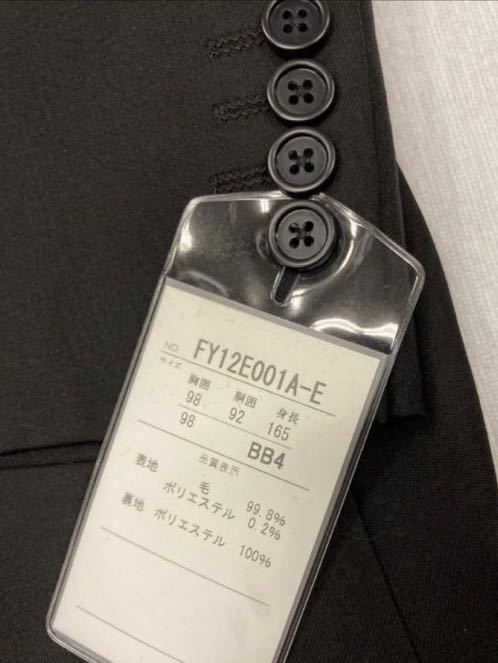 NO. FY12E001A-E
サイズ
胸囲 胸囲 身長
98 92 165
98 BB4
品質表示
表地 毛 99.8%
ポリエステル 0.2%
裏地 ポリエステル 100%